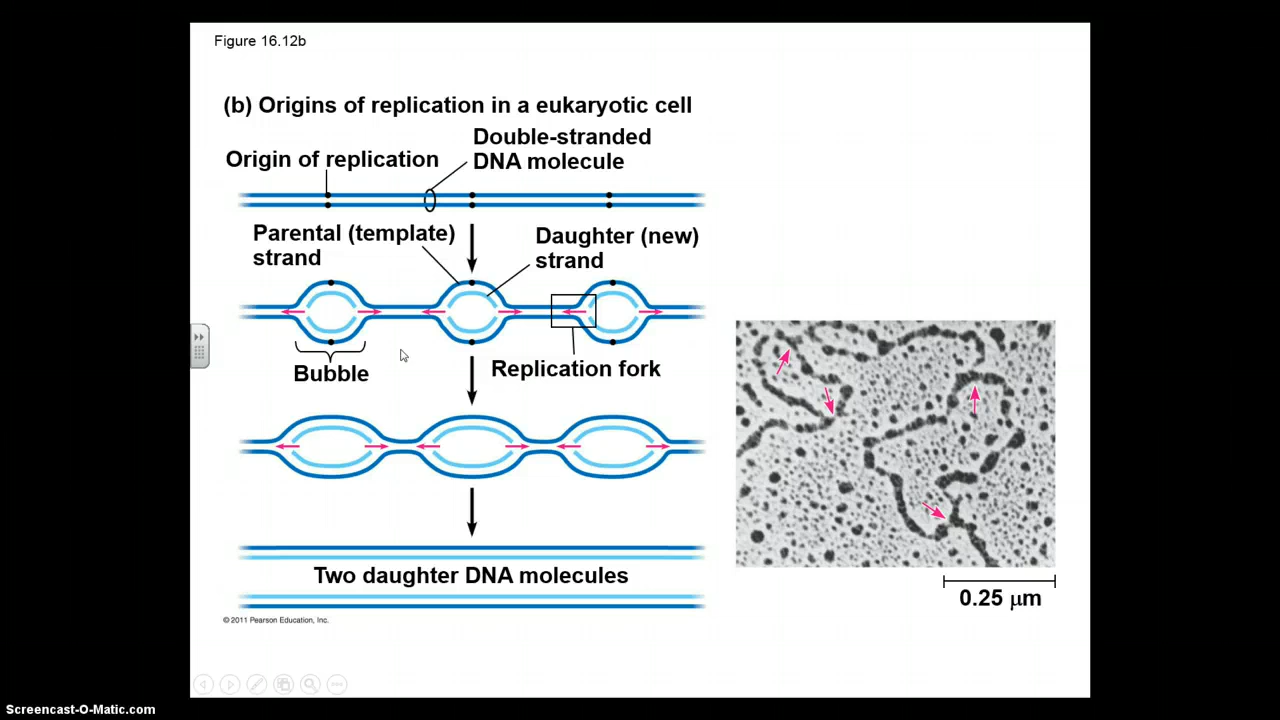 Figure 16.12b
(b) Origins of replication in a eukaryotic cell
Double-stranded
DNA molecule
Origin of replication
Parental (template)
strand
Daughter (new)
strand
Bubble
Replication fork
Two daughter DNA molecules
0.25 μm
© 2011 Pearson Education, Inc.
Screencast-O-Matic.com